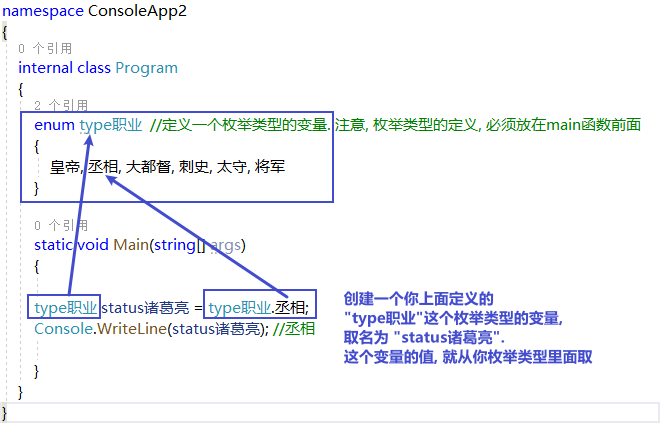 namespace ConsoleApp2
{
0 个引用
internal class Program
{
2 个引用
enum type职业 //定义一个枚举类型的变量. 注意, 枚举类型的定义, 必须放在main函数前面
{
皇帝, 丞相, 大都督, 刺史, 太守, 将军
}
0 个引用
static void Main(string[] args)
{
type职业 status诸葛亮 = type职业.丞相;
Console.WriteLine(status诸葛亮); //丞相
}
}
}
创建一个你上面定义的
"type职业"这个枚举类型的变量,
取名为 "status诸葛亮".
这个变量的值, 就从你枚举类型里面取